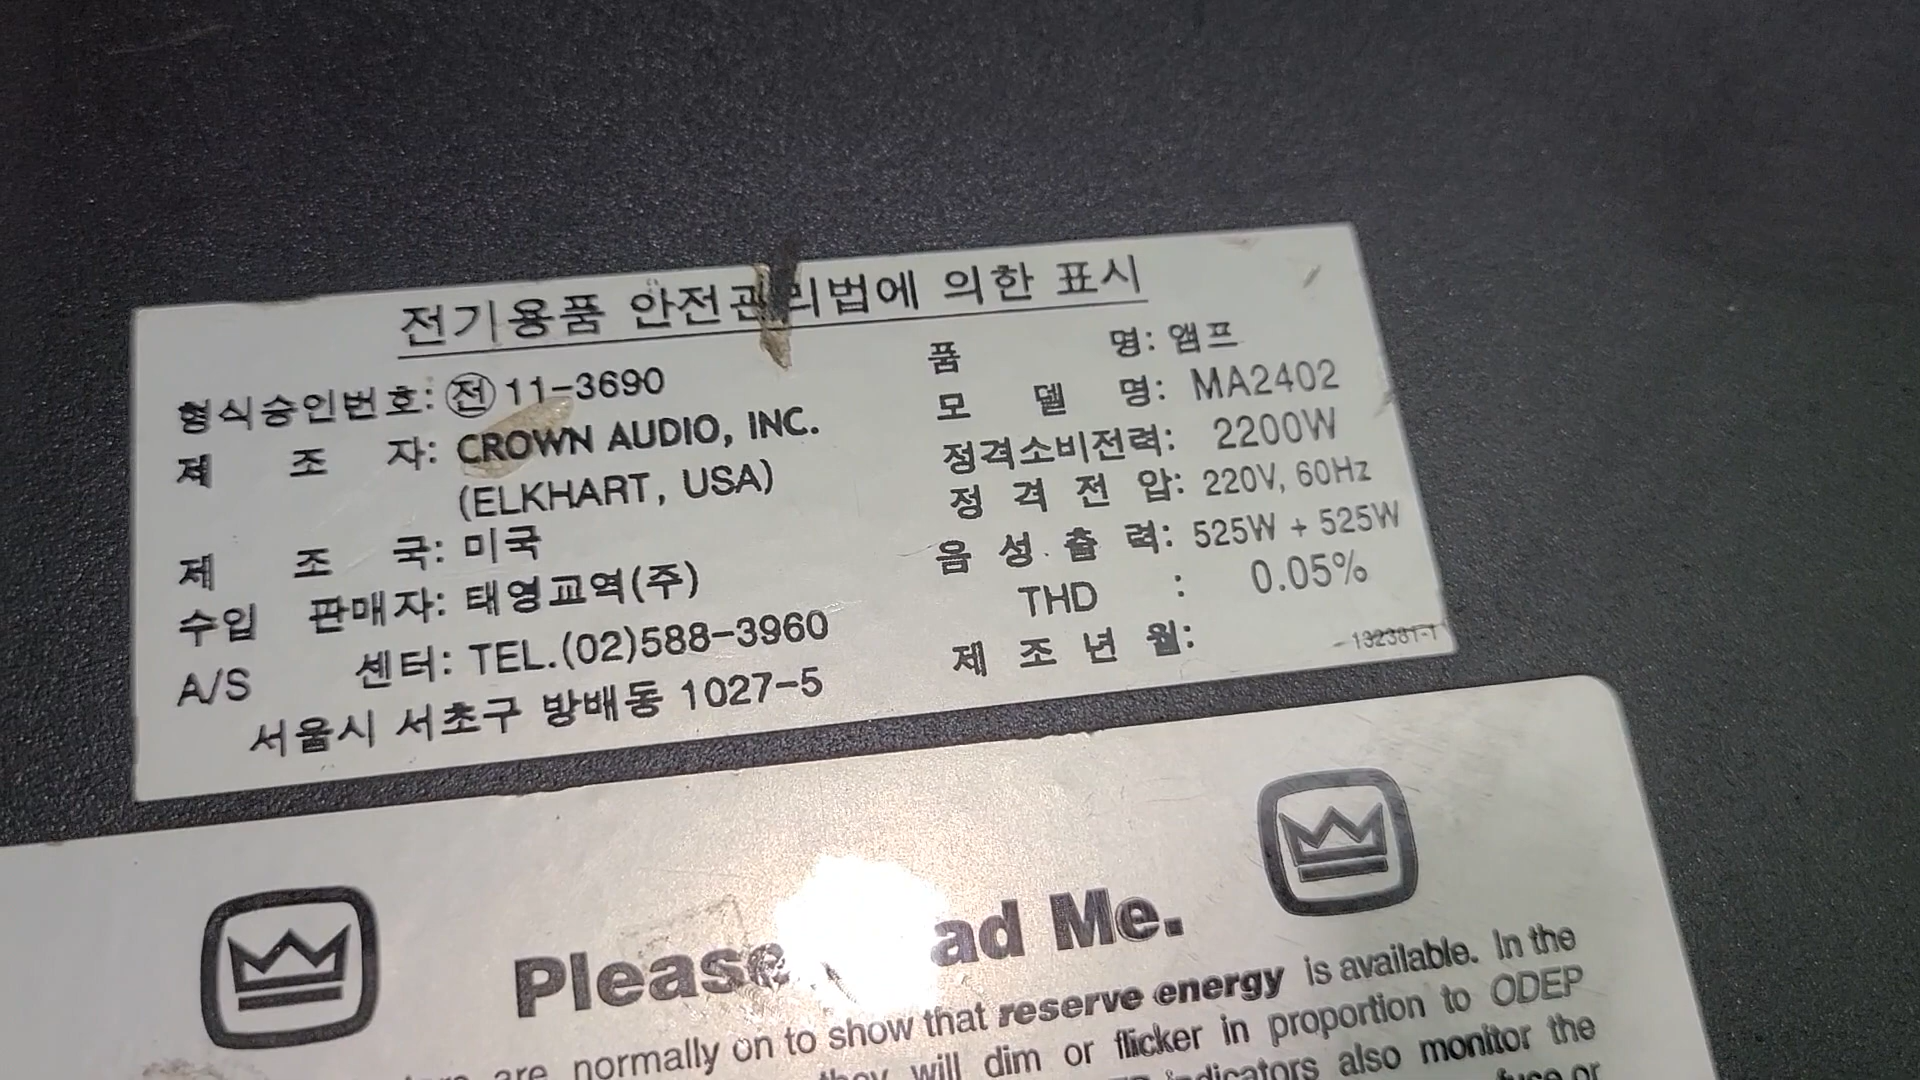 전기용품 안전관리법에 의한 표시
형식승인번호: 전 11-3690
제 조 자: CROWN AUDIO, INC.
(ELKHART, USA)
제 조 국: 미국
수입 판매자: 태영교역(주)
A/S 센터: TEL.(02)588-3960
서울시 서초구 방배동 1027-5
품 명: 앰프
모 델 명: MA2402
정격소비전력: 2200W
정 격 전 압: 220V, 60Hz
음 성 출 력: 525W + 525W
THD : 0.05%
제 조 년 월:
132381-1
Please ad Me.
are normally on to show that reserve energy is available. In the
they will dim or flicker in proportion to ODEP
indicators also monitor the
fuse or